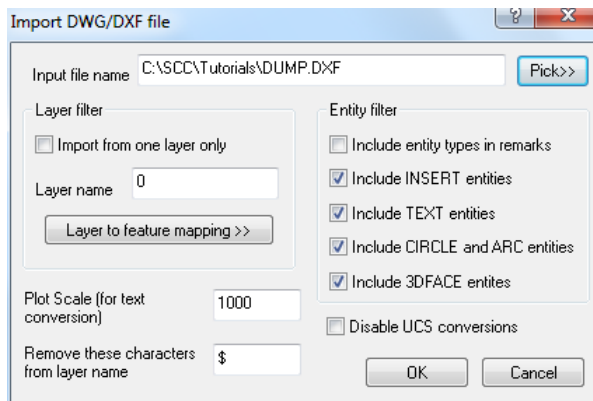 Import DWG/DXF file
Input file name C:\SCC\Tutorials\DUMP.DXF Pick>>
Layer filter
Import from one layer only
Layer name 0
Layer to feature mapping >>
Entity filter
Include entity types in remarks
Include INSERT entities
Include TEXT entities
Include CIRCLE and ARC entities
Include 3DFACE entites
Plot Scale (for text
conversion)
1000
Disable UCS conversions
Remove these characters
from layer name
$
OK Cancel